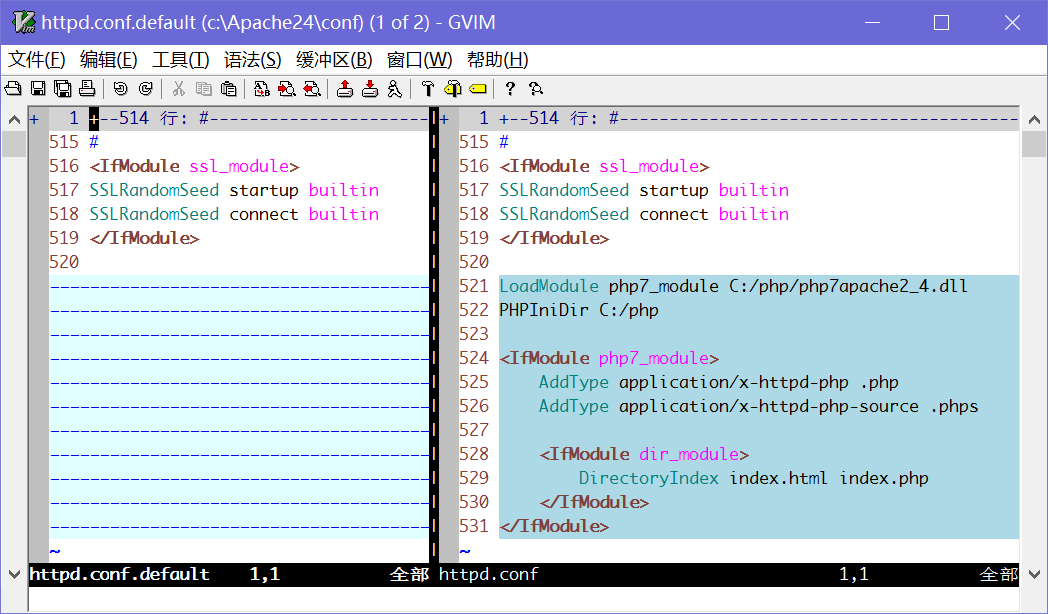 httpd.conf.default (c:\Apache24\conf) (1 of 2) - GVIM
文件(F) 编辑(E) 工具(T) 语法(S) 缓冲区(B) 窗口(W) 帮助(H)
+ 1 +--514 行: #----------------------
515 #
516 <IfModule ssl_module>
517 SSLRandomSeed startup builtin
518 SSLRandomSeed connect builtin
519 </IfModule>
520
~
httpd.conf.default 1,1 全部
+ 1 +--514 行: #----------------------------------------
515 #
516 <IfModule ssl_module>
517 SSLRandomSeed startup builtin
518 SSLRandomSeed connect builtin
519 </IfModule>
520
521 LoadModule php7_module C:/php/php7apache2_4.dll
522 PHPIniDir C:/php
523
524 <IfModule php7_module>
525     AddType application/x-httpd-php .php
526     AddType application/x-httpd-php-source .phps
527
528     <IfModule dir_module>
529         DirectoryIndex index.html index.php
530     </IfModule>
531 </IfModule>
~
httpd.conf 1,1 全部